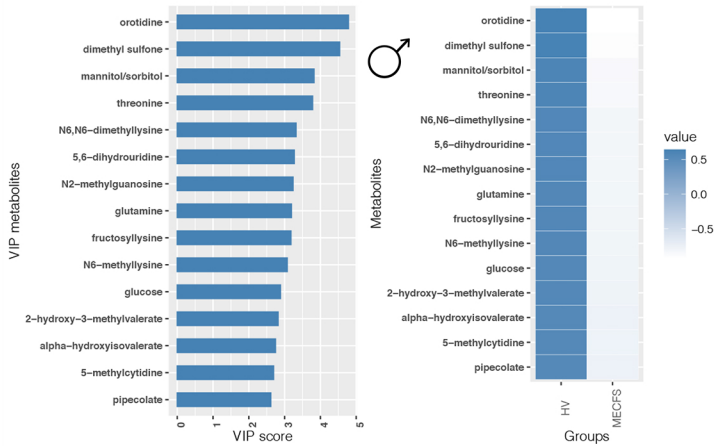 VIP metabolites
orotidine
dimethyl sulfone
mannitol/sorbitol
threonine
N6,N6−dimethyllysine
5,6−dihydrouridine
N2−methylguanosine
glutamine
fructosyllysine
N6−methyllysine
glucose
2−hydroxy−3−methylvalerate
alpha−hydroxyisovalerate
5−methylcytidine
pipecolate
0 1 2 3 4 5
VIP score
Metabolites
orotidine
dimethyl sulfone
mannitol/sorbitol
threonine
N6,N6−dimethyllysine
5,6−dihydrouridine
N2−methylguanosine
glutamine
fructosyllysine
N6−methyllysine
glucose
2−hydroxy−3−methylvalerate
alpha−hydroxyisovalerate
5−methylcytidine
pipecolate
HV MECFS
Groups
value
0.5
0.0
−0.5